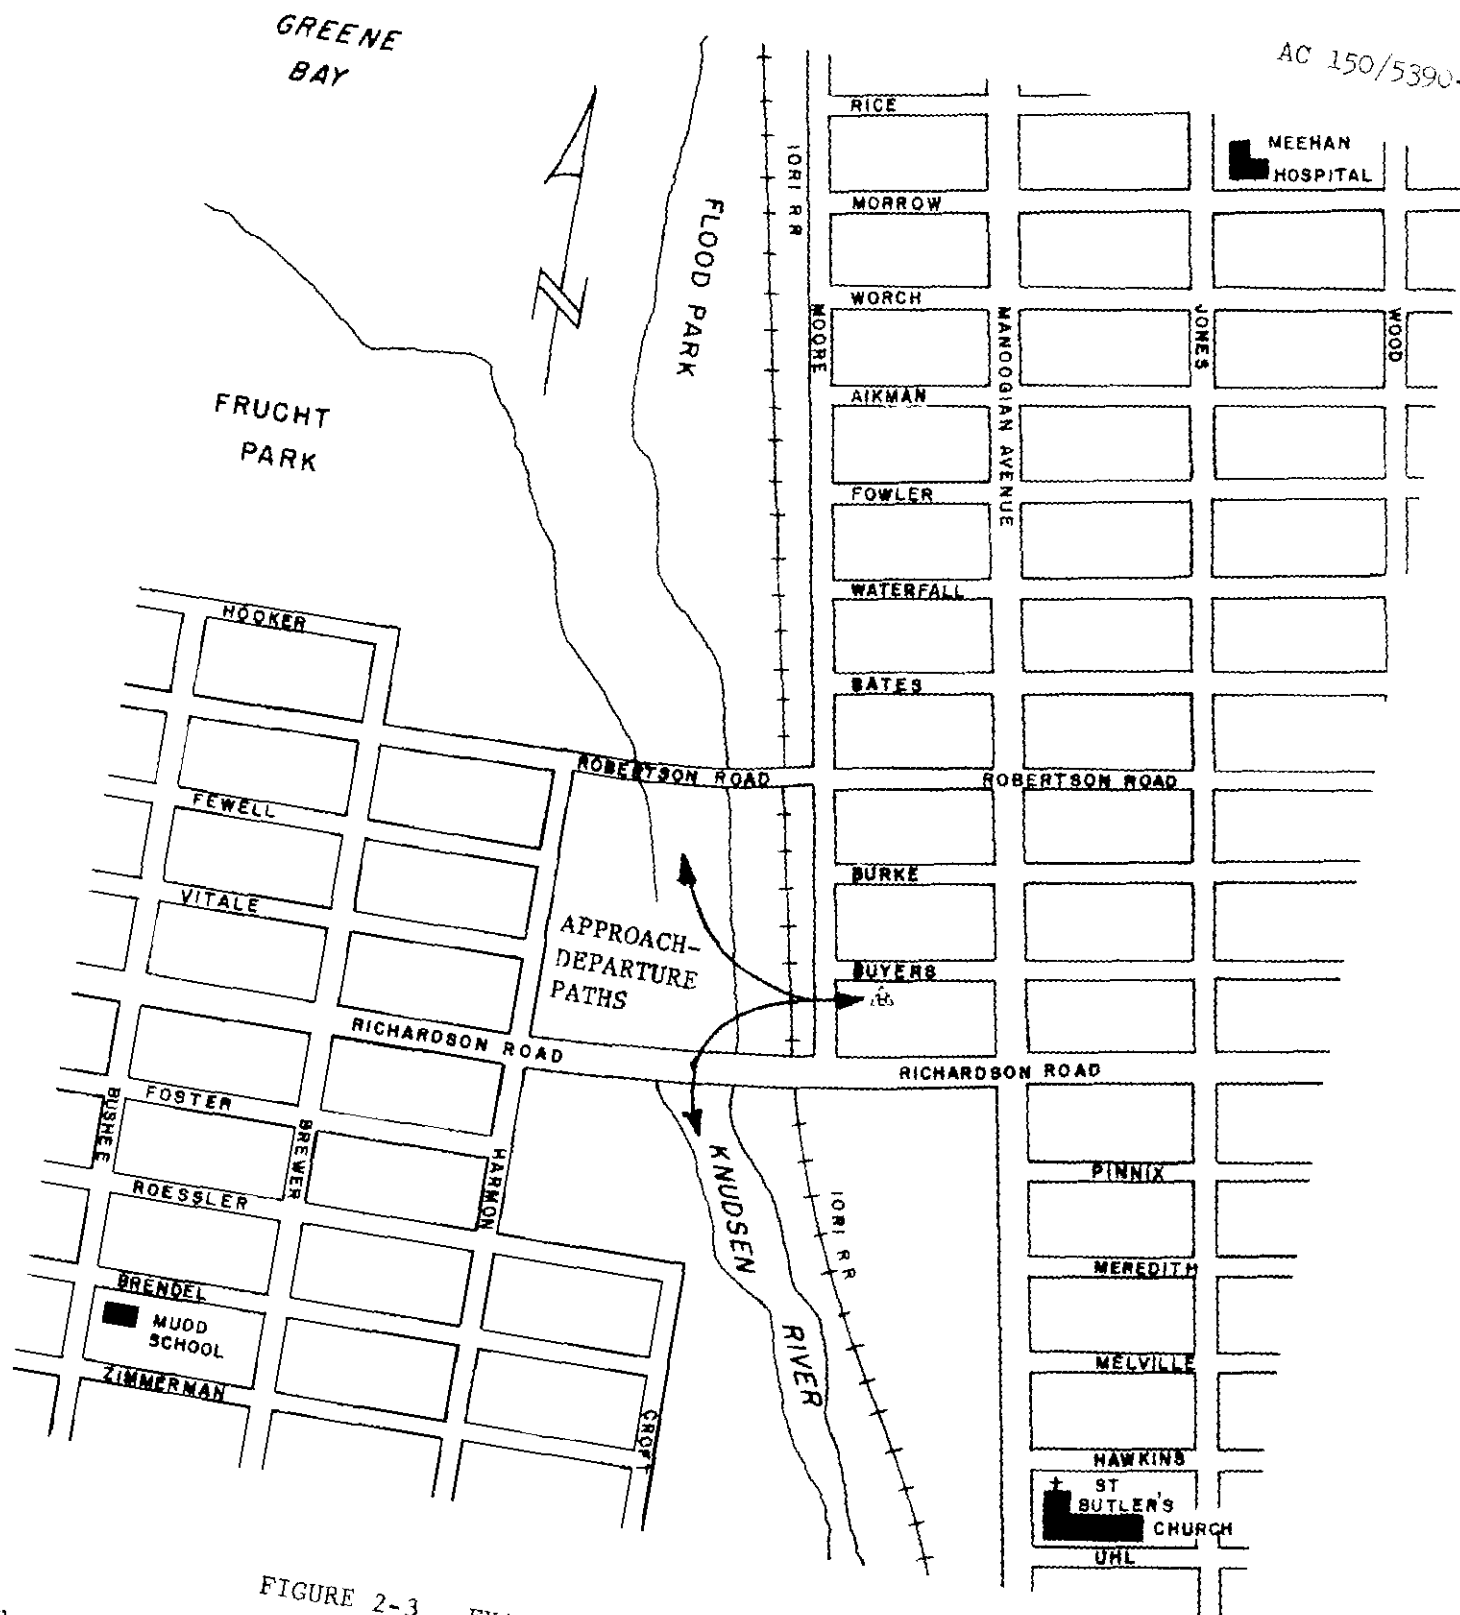 GREENE
BAY
AC 150/5390-
RICE
MEEHAN
HOSPITAL
IORI R R
MORROW
FLOOD PARK
WORCH
MOORE
MANOOGIAN AVENUE
JONES
WOOD
AIKMAN
FRUCHT
PARK
FOWLER
WATERFALL
HOOKER
BATES
ROBERTSON ROAD
ROBERTSON ROAD
FEWELL
BURKE
VITALE
APPROACH-
DEPARTURE
PATHS
BUYERS
RICHARDSON ROAD
RICHARDSON ROAD
BUSHEE
FOSTER
BREWER
HARMON
KNUDSEN
RIVER
IORI RR
PINNIX
ROESSLER
MEREDITH
BRENDEL
MUDD
SCHOOL
MELVILLE
ZIMMERMAN
CROFT
HAWKINS
ST
BUTLER'S
CHURCH
UHL
FIGURE 2-3